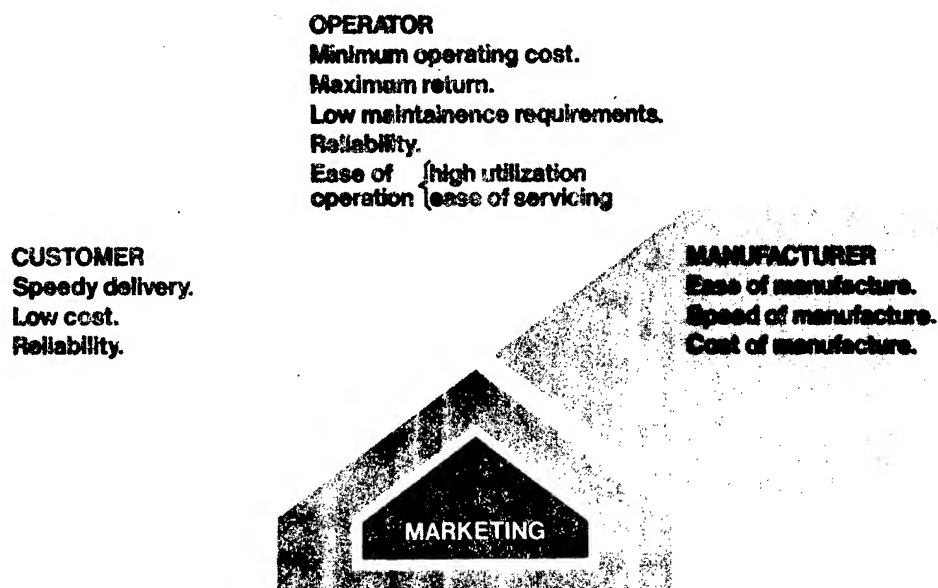 OPERATOR
Minimum operating cost.
Maximum return.
Low maintainence requirements.
Reliability.
Ease of {high utilization
operation {ease of servicing
CUSTOMER
Speedy delivery.
Low cost.
Reliability.
MANUFACTURER
Ease of manufacture.
Speed of manufacture.
Cost of manufacture.
MARKETING